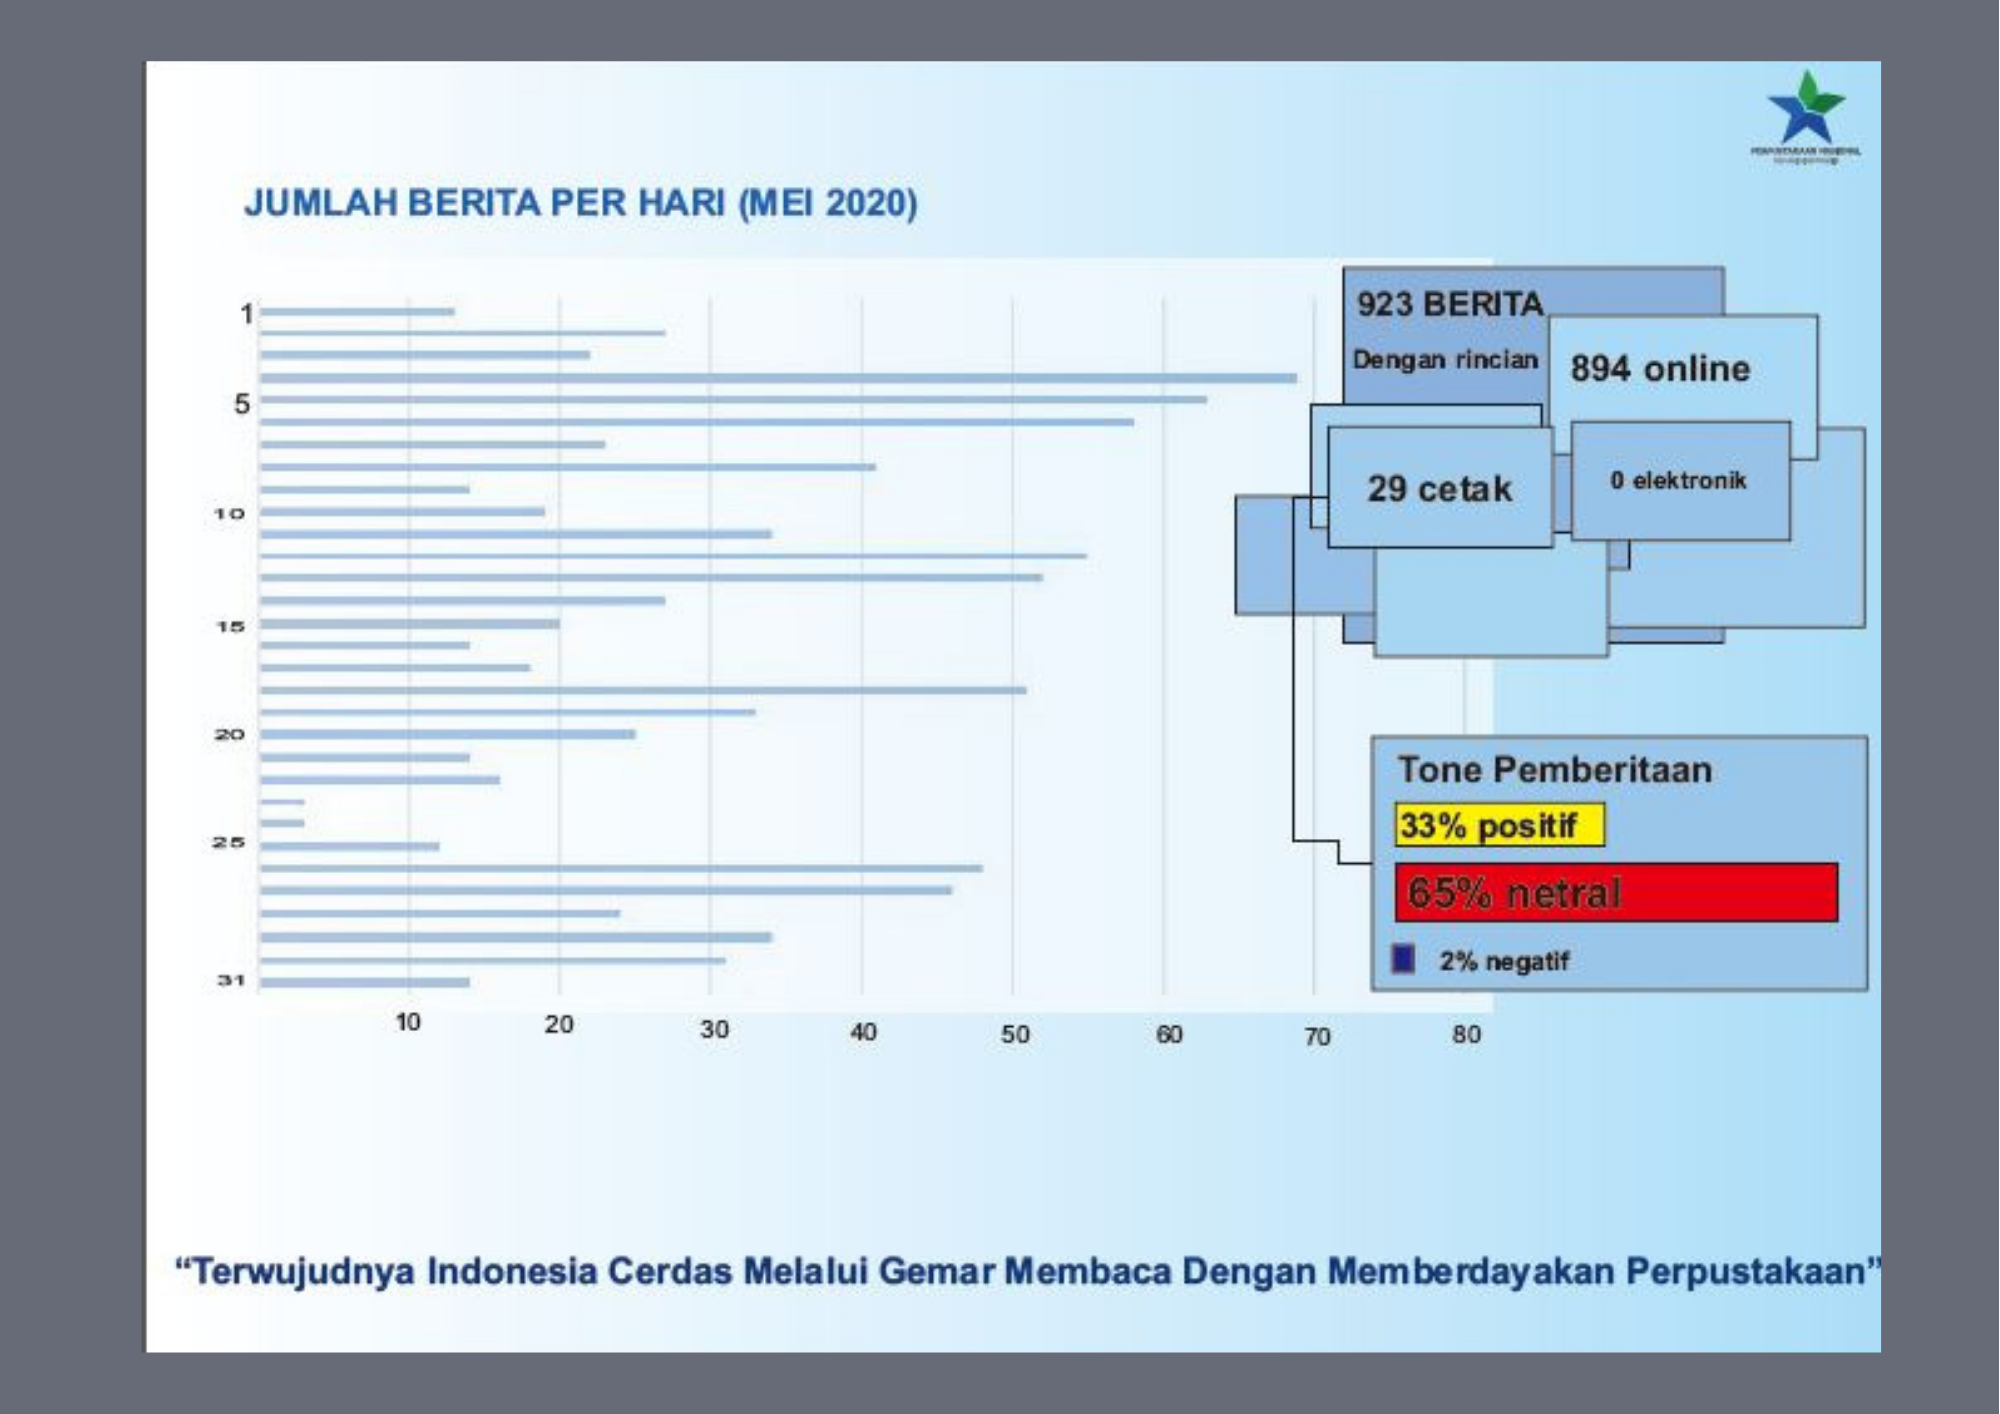 JUMLAH BERITA PER HARI (MEI 2020)
923 BERITA
Dengan rincian
894 online
29 cetak
0 elektronik
1
5
10
15
20
25
31
10 20 30 40 50 60 70 80
Tone Pemberitaan
33% positif
65% netral
2% negatif
“Terwujudnya Indonesia Cerdas Melalui Gemar Membaca Dengan Memberdayakan Perpustakaan”